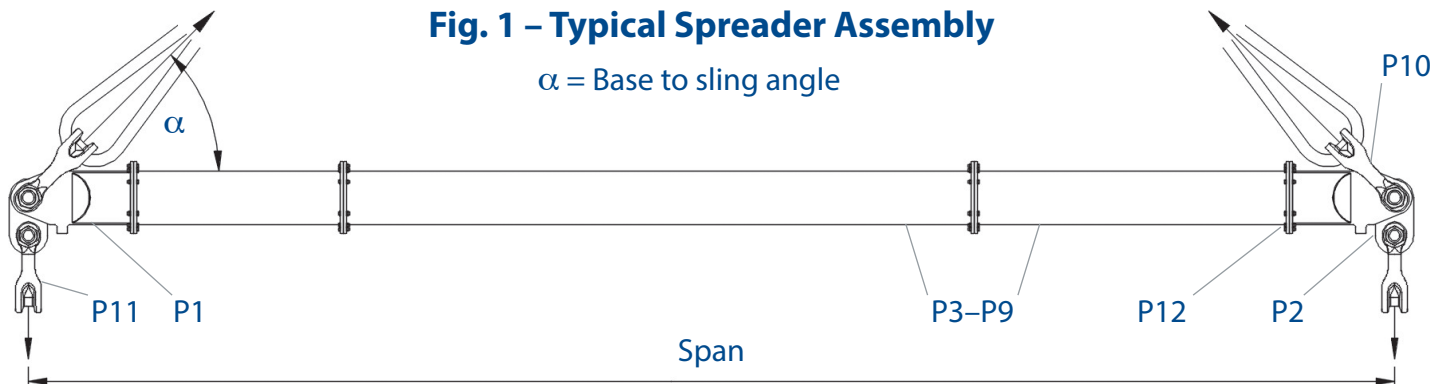 Fig. 1 – Typical Spreader Assembly
α = Base to sling angle
P10
α
P11
P1
P3–P9
P12
P2
Span